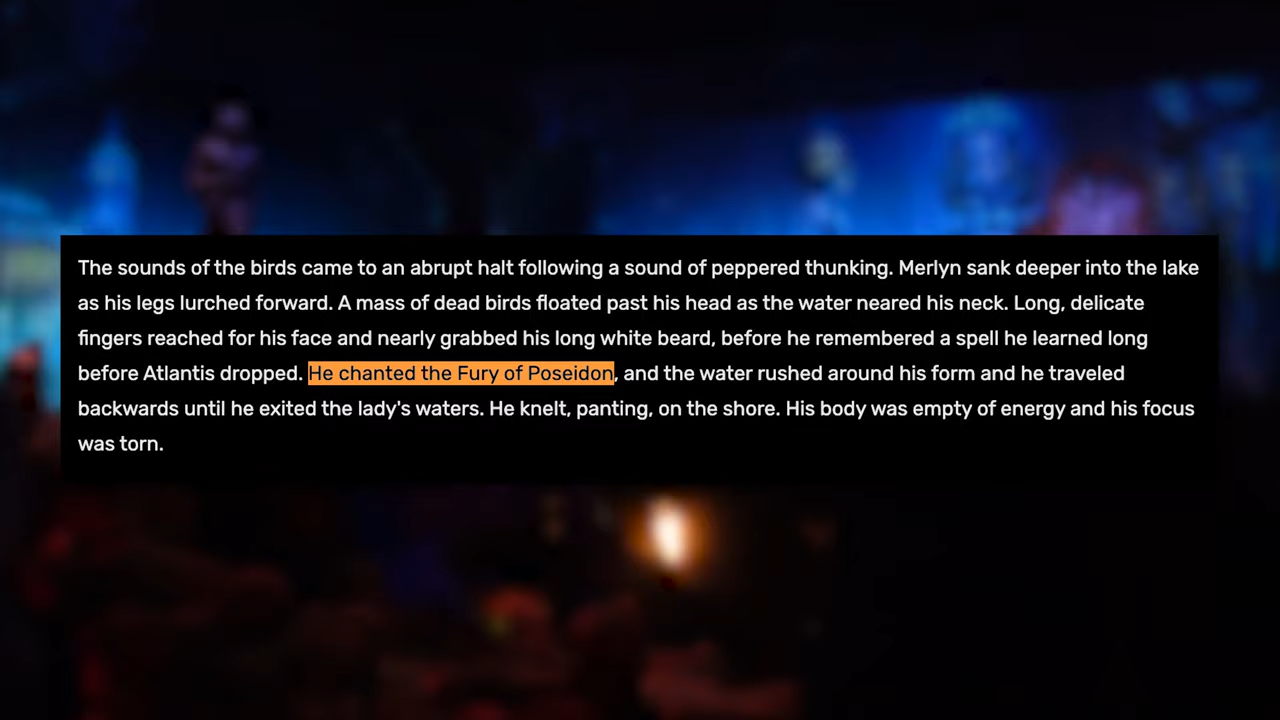 The sounds of the birds came to an abrupt halt following a sound of peppered thunking. Merlyn sank deeper into the lake
as his legs lurched forward. A mass of dead birds floated past his head as the water neared his neck. Long, delicate
fingers reached for his face and nearly grabbed his long white beard, before he remembered a spell he learned long
before Atlantis dropped. He chanted the Fury of Poseidon, and the water rushed around his form and he traveled
backwards until he exited the lady's waters. He knelt, panting, on the shore. His body was empty of energy and his focus
was torn.